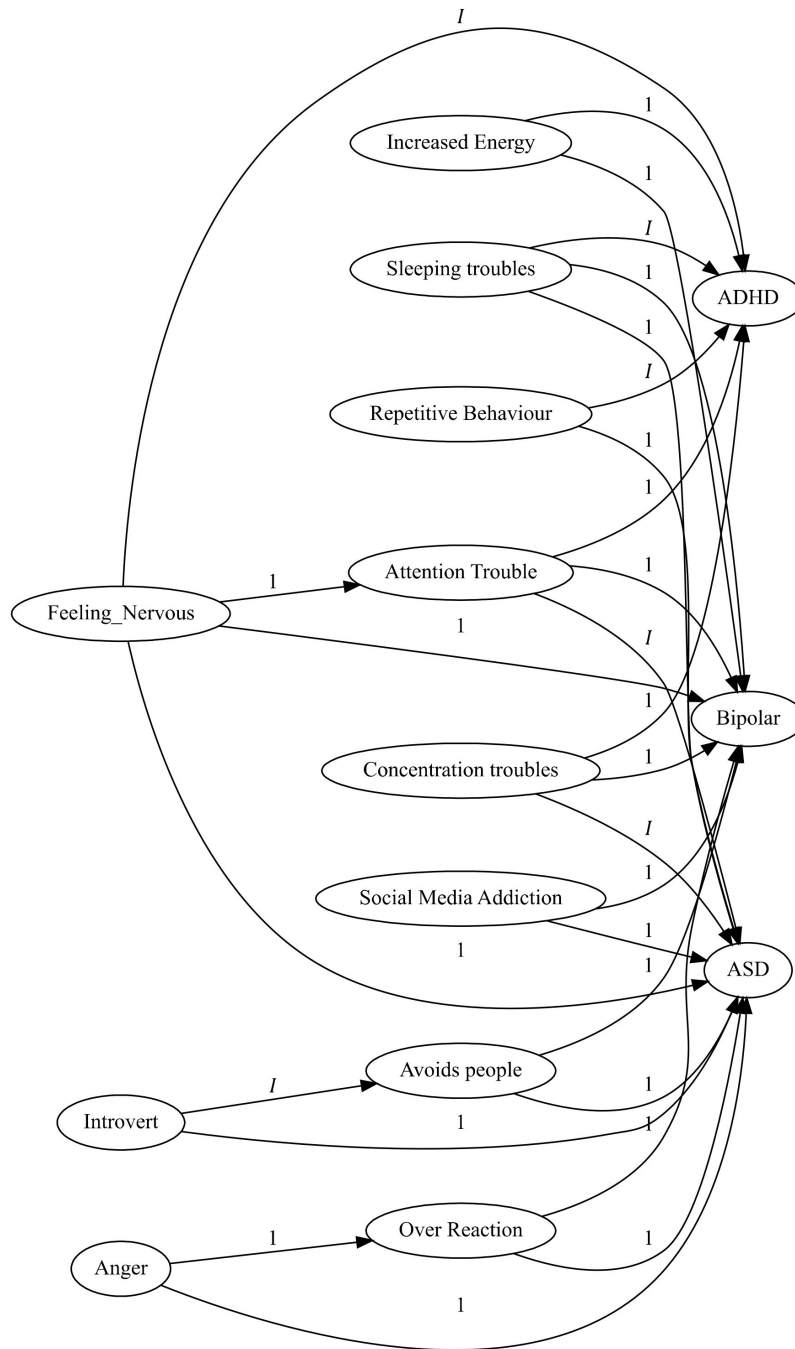 I
1
Increased Energy
1
I
Sleeping troubles
1
ADHD
1
I
Repetitive Behaviour
1
1
1
Attention Trouble
1
Feeling_Nervous
1
I
1
Bipolar
1
Concentration troubles
I
1
Social Media Addiction
1
1
1
ASD
Avoids people
I
1
Introvert
1
1
Over Reaction
1
1
Anger
1